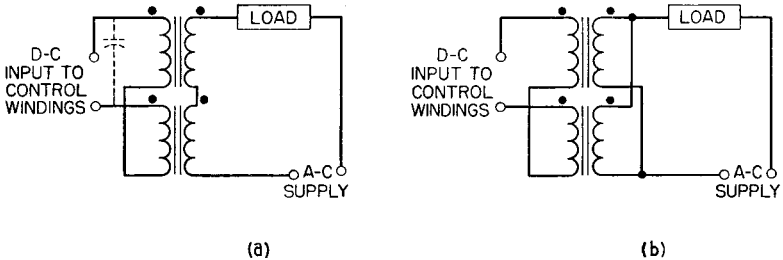 LOAD
D-C
INPUT TO
CONTROL
WINDINGS
A-C
SUPPLY
(a)
LOAD
D-C
INPUT TO
CONTROL
WINDINGS
A-C
SUPPLY
(b)